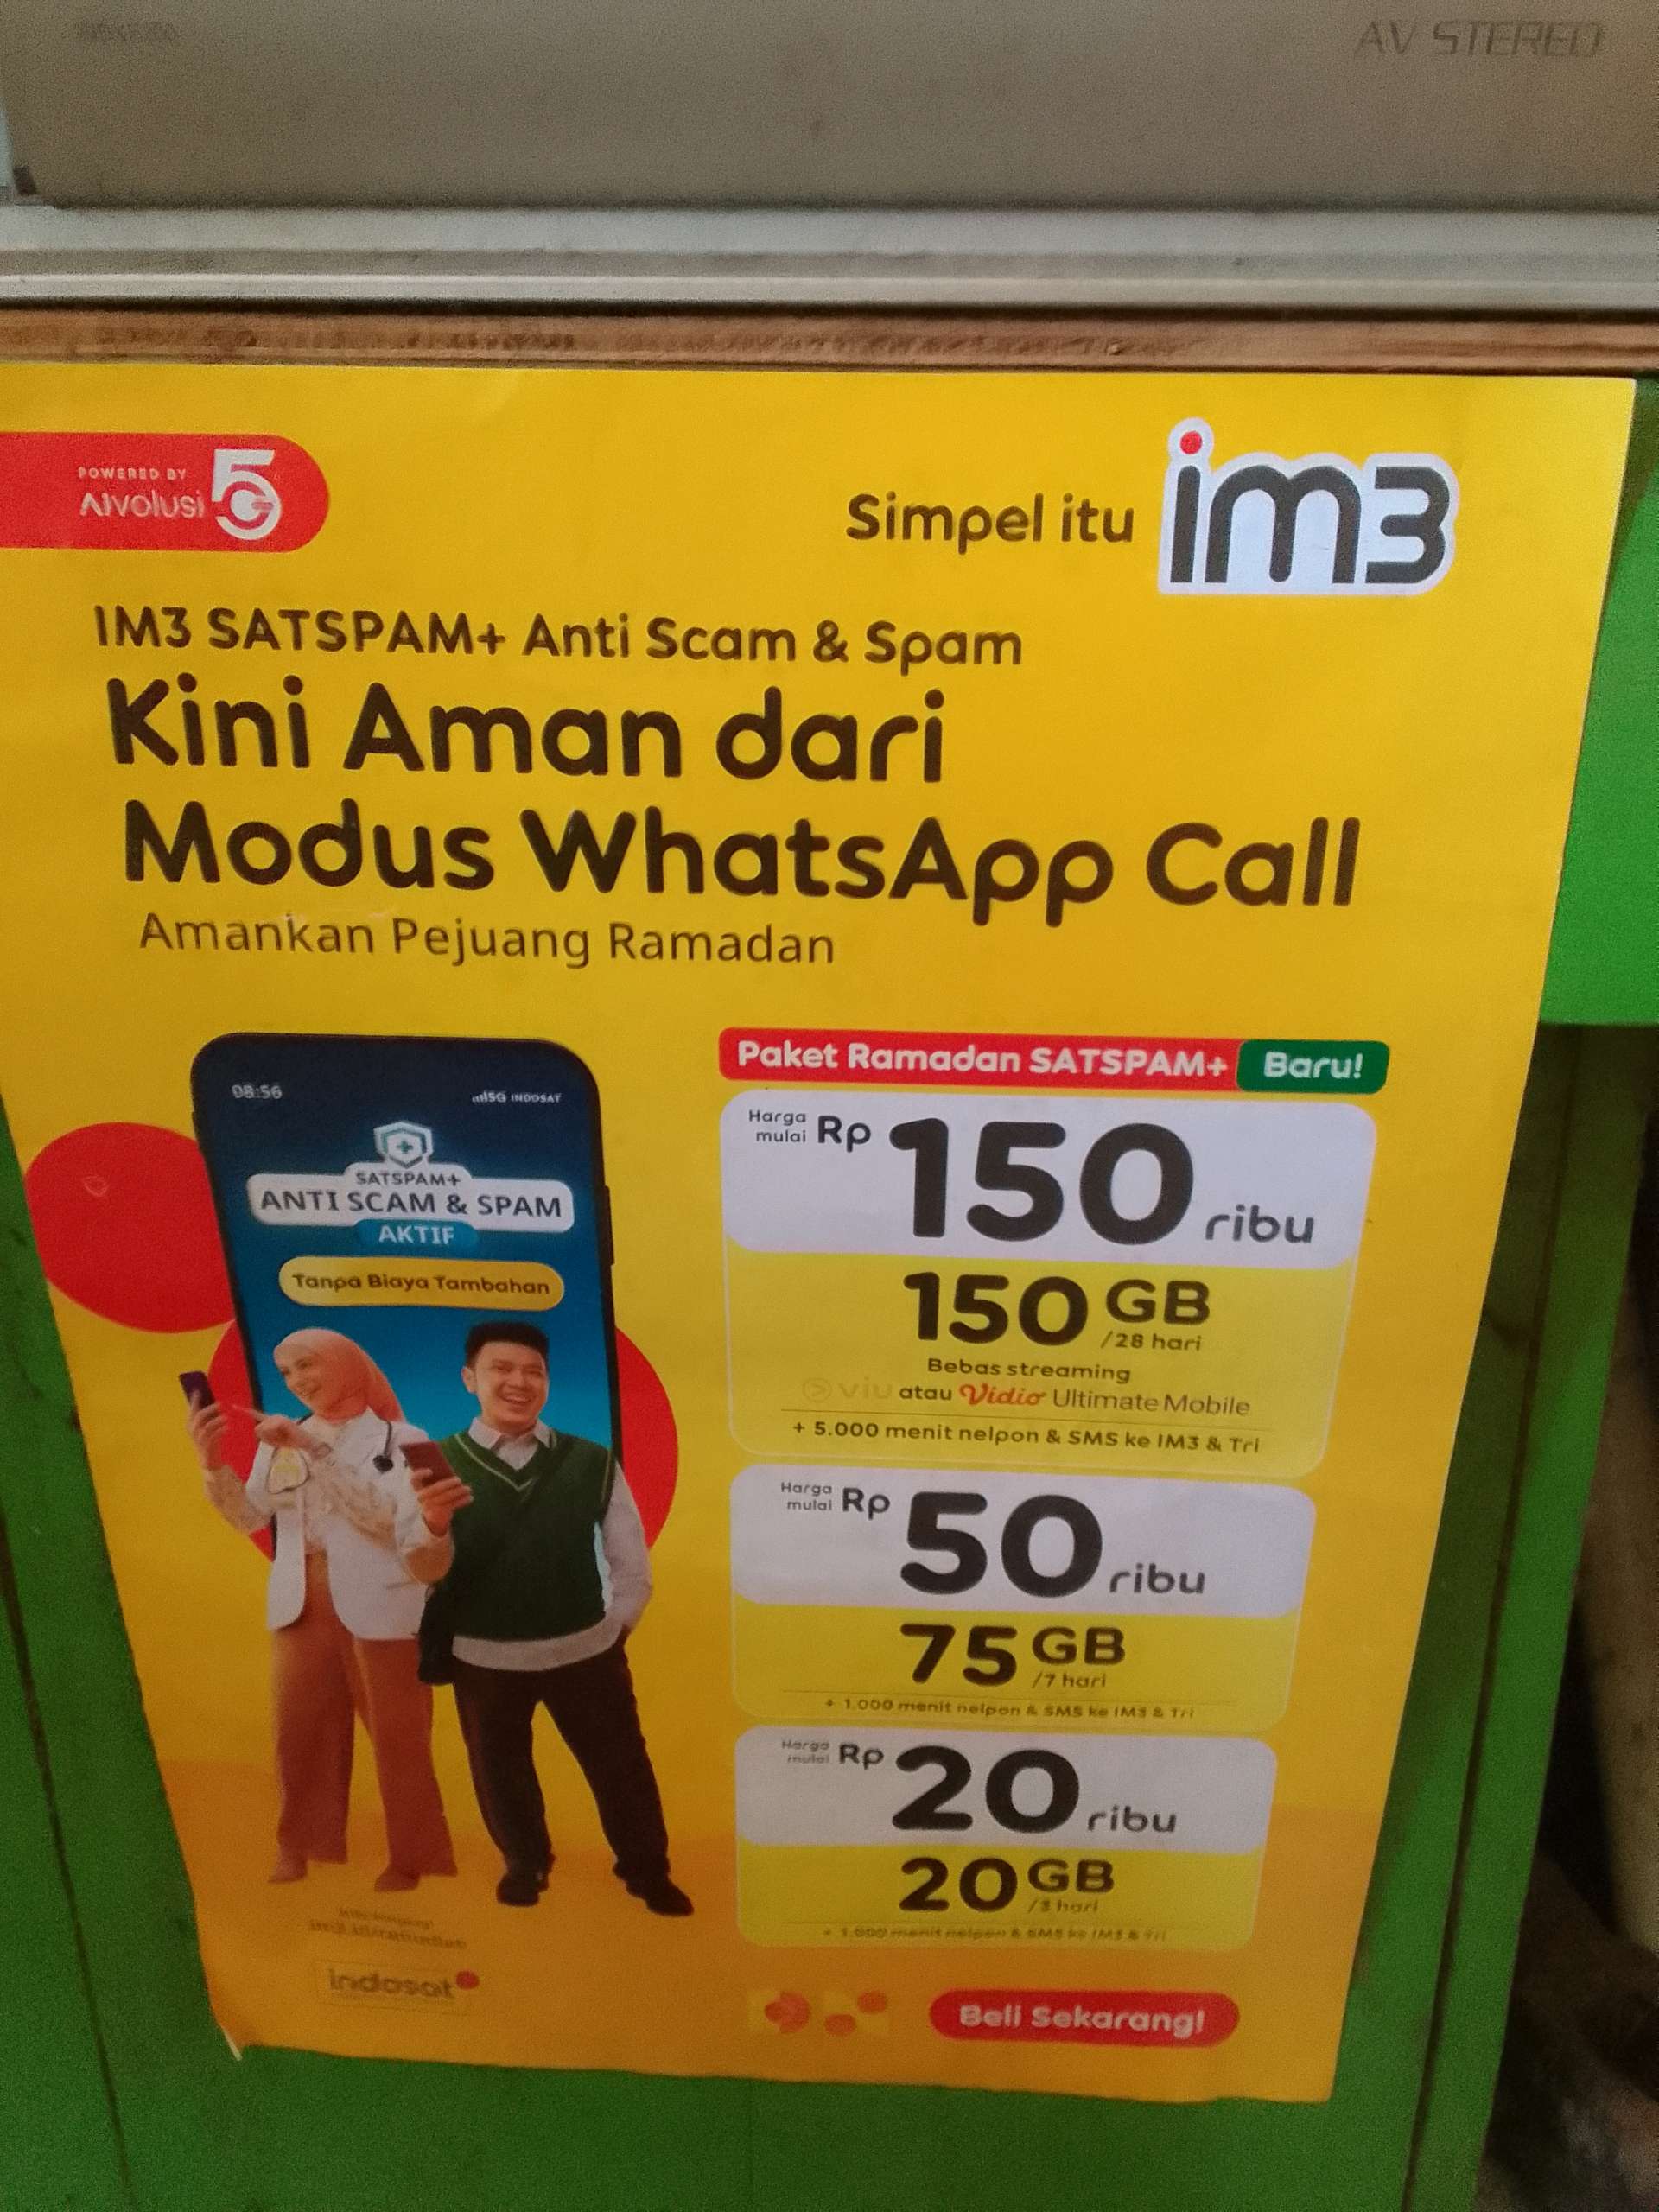 AV STEREO
POWERED BY
AIvolusi 5G
Simpel itu im3
IM3 SATSPAM+ Anti Scam & Spam
Kini Aman dari
Modus WhatsApp Call
Amankan Pejuang Ramadan
08:56 5G INDOSAT
SATSPAM+
ANTI SCAM & SPAM
AKTIF
Tanpa Biaya Tambahan
Paket Ramadan SATSPAM+ Baru!
Harga mulai Rp 150 ribu
150 GB
/28 hari
Bebas streaming
viu atau Vidio Ultimate Mobile
+ 5.000 menit nelpon & SMS ke IM3 & Tri
Harga mulai Rp 50 ribu
75 GB
/7 hari
+ 1.000 menit nelpon & SMS ke IM3 & Tri
Harga mulai Rp 20 ribu
20 GB
/3 hari
+ 1.000 menit nelpon & SMS ke IM3 & Tri
indosat
Beli Sekarang!